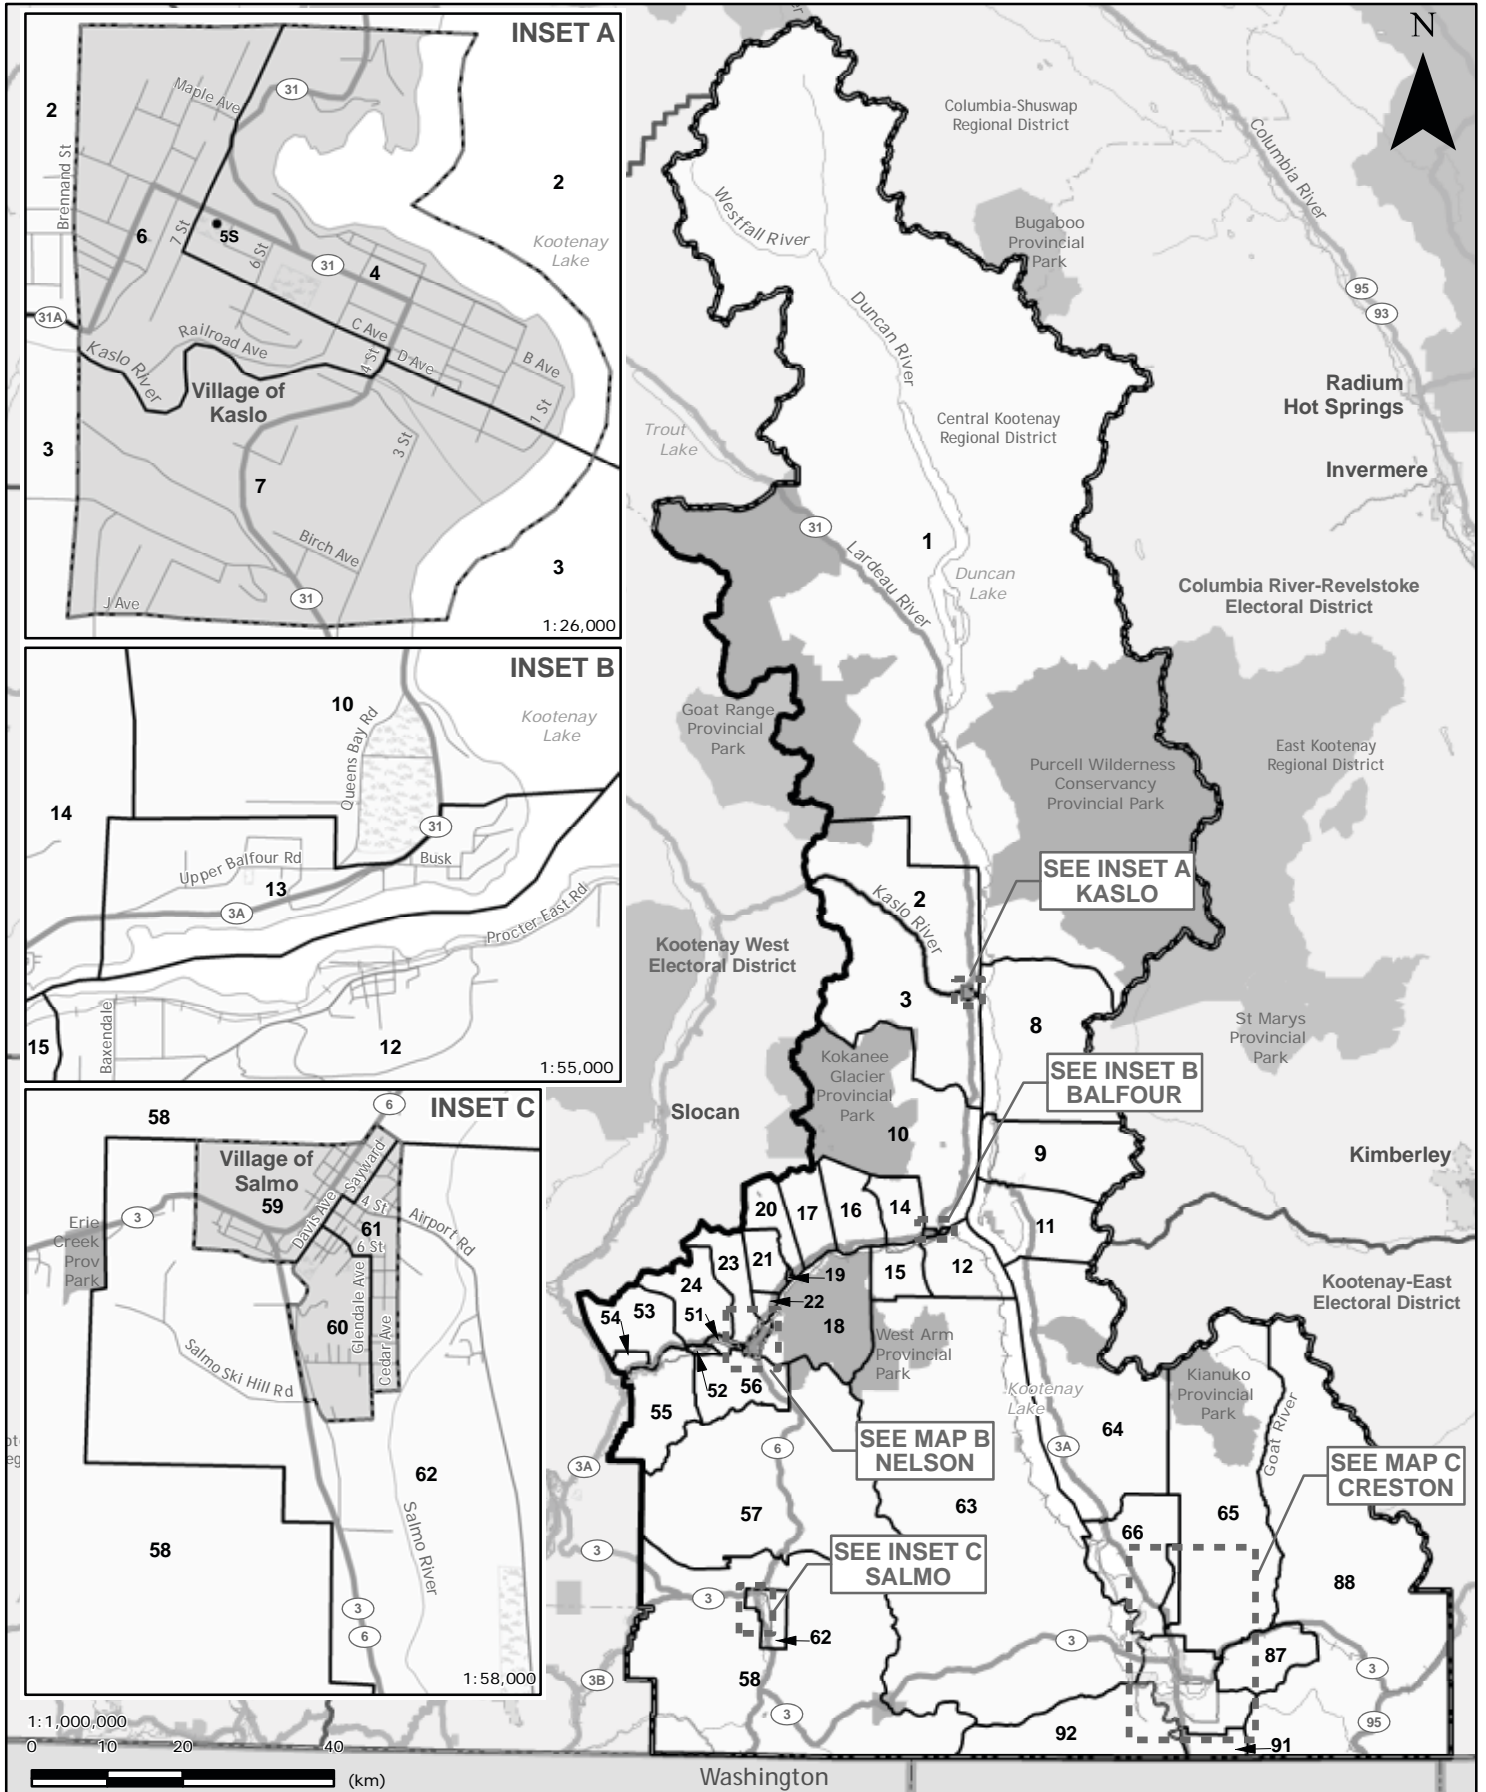 INSET A
2
Maple Ave
31
Brennand St
2
Kootenay
Lake
6
7 St
5S
6 St
31
4
31A
Kaslo River
Railroad Ave
C Ave
4 St
D Ave
B Ave
1 St
Village of
Kaslo
3
3 St
7
Birch Ave
3
J Ave
31
1:26,000
INSET B
10
Queens Bay Rd
Kootenay
Lake
14
31
Upper Balfour Rd
Busk
13
3A
Procter East Rd
15
Baxendale
12
1:55,000
INSET C
58
6
Village of
Salmo
59
Sayward
Davis Ave
4 St
61
6 St
Airport Rd
3
Erie
Creek
Prov
Park
60
Glendale Ave
Cedar Ave
Salmo Ski Hill Rd
62
Salmo River
58
3
6
1:58,000
1:1,000,000
0
10
20
40
(km)
N
Columbia-Shuswap
Regional District
Columbia River
Westfall River
Bugaboo
Provincial
Park
95
93
Duncan River
Radium
Hot Springs
Central Kootenay
Regional District
Trout
Lake
Invermere
31
1
Lardeau River
Duncan
Lake
Columbia River-Revelstoke
Electoral District
Goat Range
Provincial
Park
East Kootenay
Regional District
Purcell Wilderness
Conservancy
Provincial Park
SEE INSET A
KASLO
2
Kaslo River
Kootenay West
Electoral District
3
8
St Marys
Provincial
Park
Kokanee
Glacier
Provincial
Park
SEE INSET B
BALFOUR
Slocan
10
9
Kimberley
20
17
16
14
11
23
21
19
15
12
24
22
Kootenay-East
Electoral District
54
53
51
18
West Arm
Provincial
Park
52
56
Kootenay
Lake
Kianuko
Provincial
Park
55
64
Goat River
6
SEE MAP B
NELSON
3A
3A
SEE MAP C
CRESTON
57
63
66
65
3
SEE INSET C
SALMO
88
3
62
3
87
3B
58
3
3
92
95
91
Washington